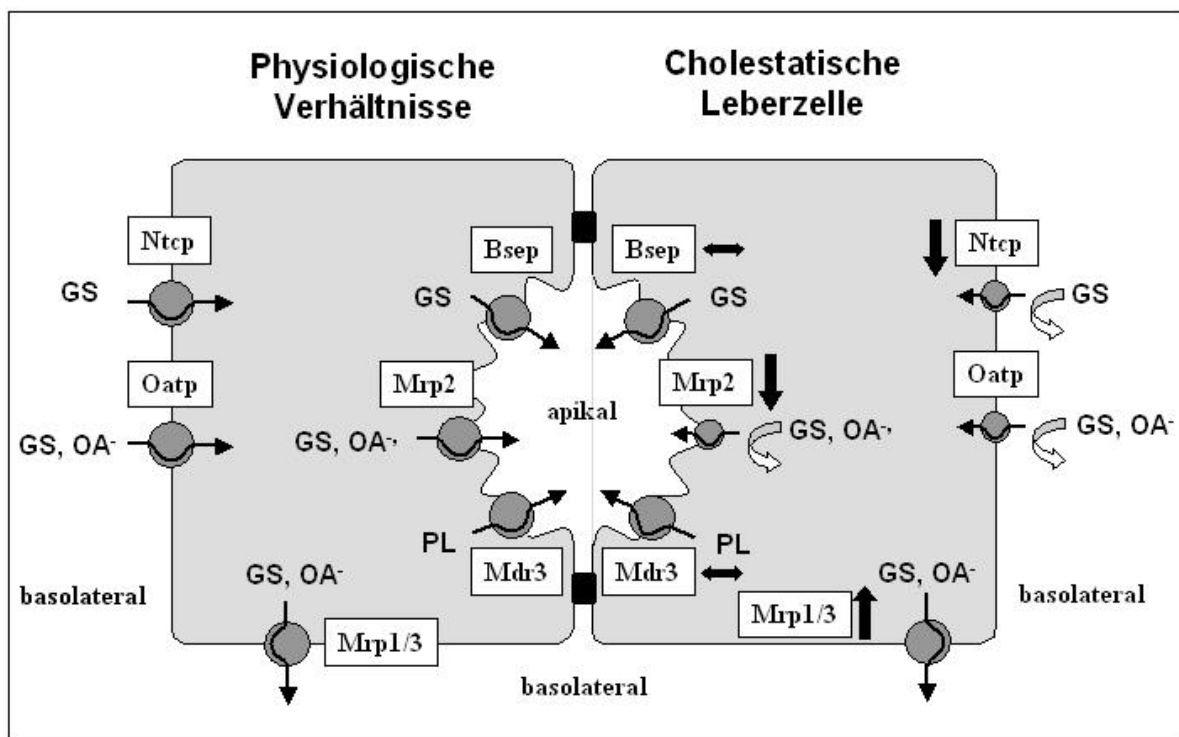 Physiologische
Verhältnisse
Cholestatische
Leberzelle
Ntcp
GS
Oatp
GS, OA-
Bsep
GS
Mrp2
GS, OA-,
PL
Mdr3
GS, OA-
Mrp1/3
basolateral
apikal
basolateral
Bsep
GS
Mrp2
GS, OA-,
PL
Mdr3
Mrp1/3
GS, OA-
Ntcp
GS
Oatp
GS, OA-
basolateral